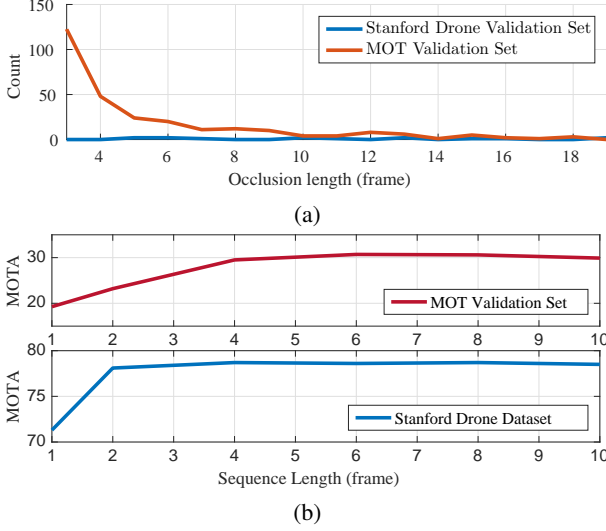 150
100
50
0
Count
Stanford Drone Validation Set
MOT Validation Set
4 6 8 10 12 14 16 18
Occlusion length (frame)
(a)
30
20
MOTA
MOT Validation Set
1 2 3 4 5 6 7 8 9 10
80
75
70
MOTA
Stanford Drone Dataset
1 2 3 4 5 6 7 8 9 10
Sequence Length (frame)
(b)